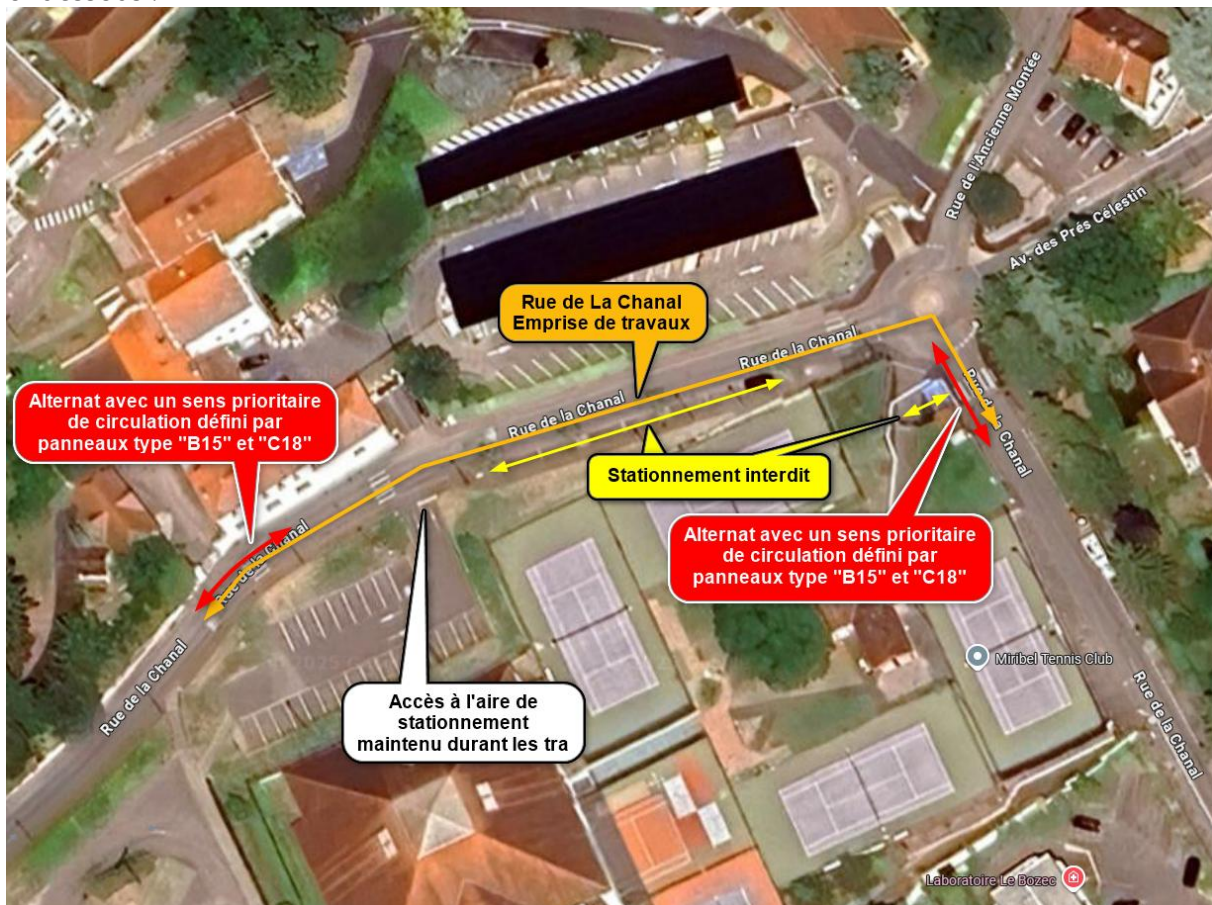 Rue de l'Ancienne Montée
Av. des Prés Célestin
Rue de La Chanal
Emprise de travaux
Rue de la Chanal
Rue de la Chanal
Alternat avec un sens prioritaire
de circulation défini par
panneaux type "B15" et "C18"
Stationnement interdit
Rue de la Chanal
Rue de la Chanal
Alternat avec un sens prioritaire
de circulation défini par
panneaux type "B15" et "C18"
Rue de la Chanal
Accès à l'aire de
stationnement
maintenu durant les tra
Miribel Tennis Club
Rue de la Chanal
Laboratoire Le Bozec